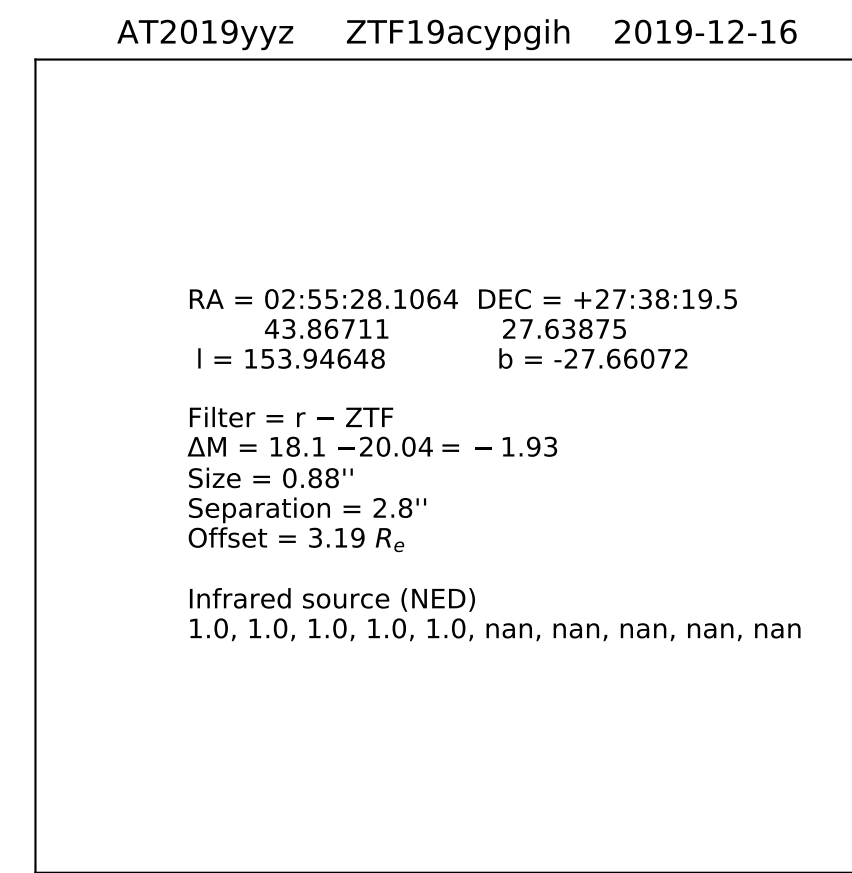 AT2019yyz ZTF19acypgih 2019-12-16
RA = 02:55:28.1064 DEC = +27:38:19.5
43.86711 27.63875
l = 153.94648 b = -27.66072
Filter = r − ZTF
ΔM = 18.1 −20.04 = − 1.93
Size = 0.88''
Separation = 2.8''
Offset = 3.19 Re
Infrared source (NED)
1.0, 1.0, 1.0, 1.0, 1.0, nan, nan, nan, nan, nan